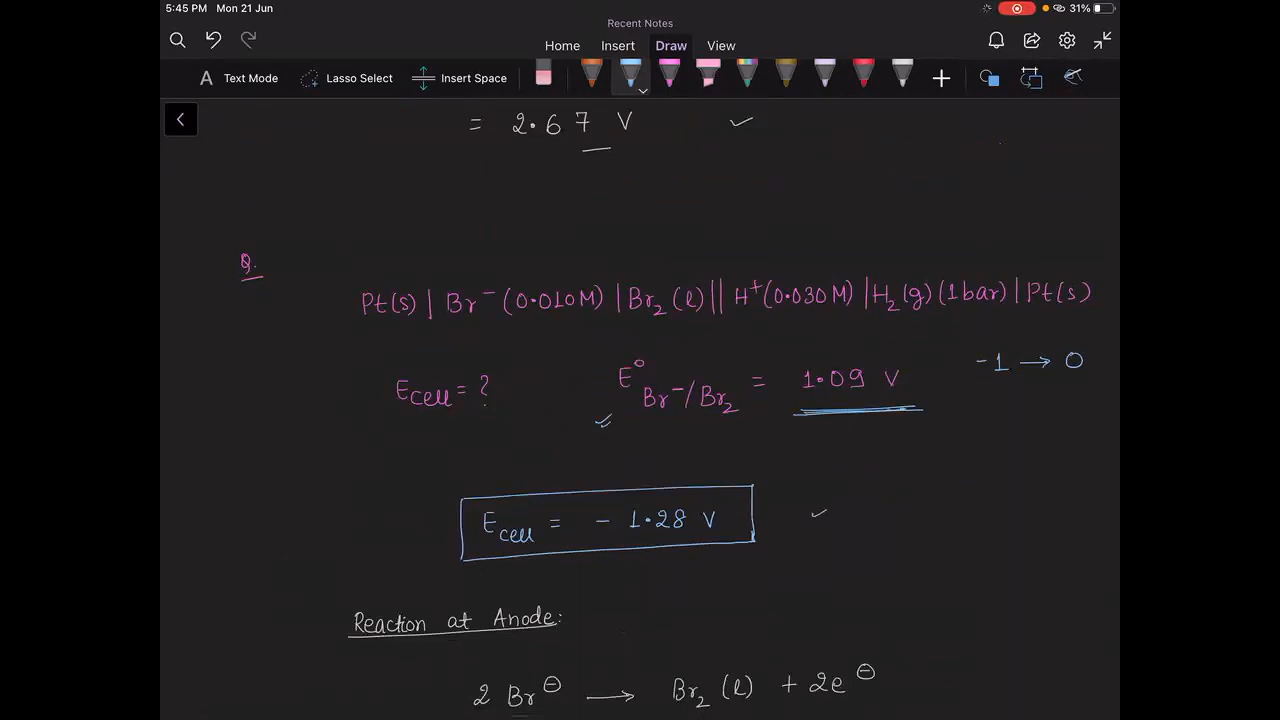 5:45 PM Mon 21 Jun
31%
Recent Notes
Home Insert Draw View
A Text Mode Lasso Select Insert Space
= 2.67 V
Q.
Pt(s) | Br⁻ (0.010M) | Br₂ (l) || H⁺ (0.030M) | H₂ (g) (1 bar) | Pt(s)
-1 → 0
Ecell = ? E° Br⁻/Br₂ = 1.09 V
Ecell = - 1.28 V
Reaction at Anode:
2 Br⊖ → Br₂ (l) + 2e⊖